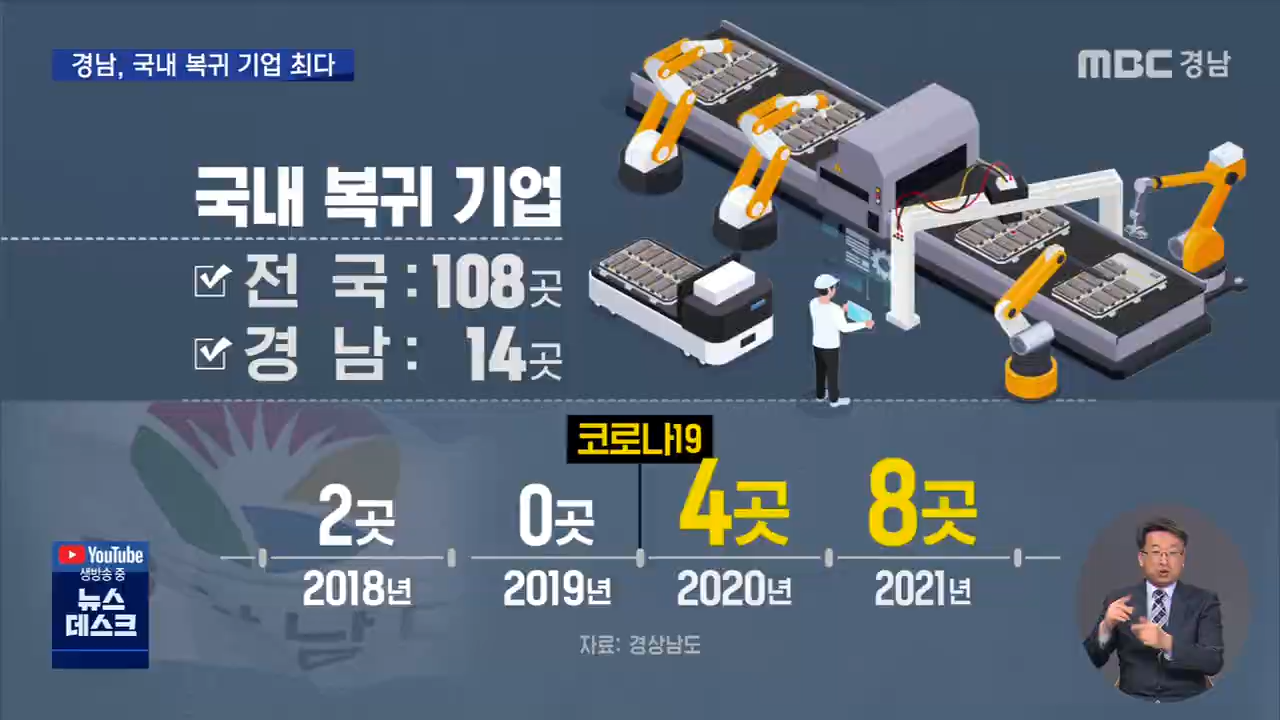 경남, 국내 복귀 기업 최다
MBC 경남
국내 복귀 기업
전 국 : 108곳
경 남 : 14곳
코로나19
2곳
0곳
4곳
8곳
2018년
2019년
2020년
2021년
자료: 경상남도
YouTube
생방송 중
뉴스
데스크